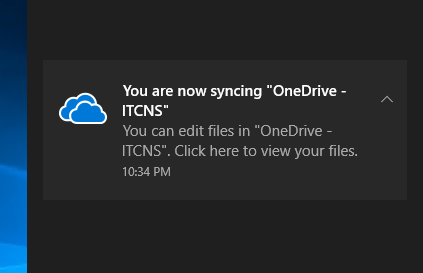 You are now syncing "OneDrive -
ITCNS"
You can edit files in "OneDrive -
ITCNS". Click here to view your files.
10:34 PM